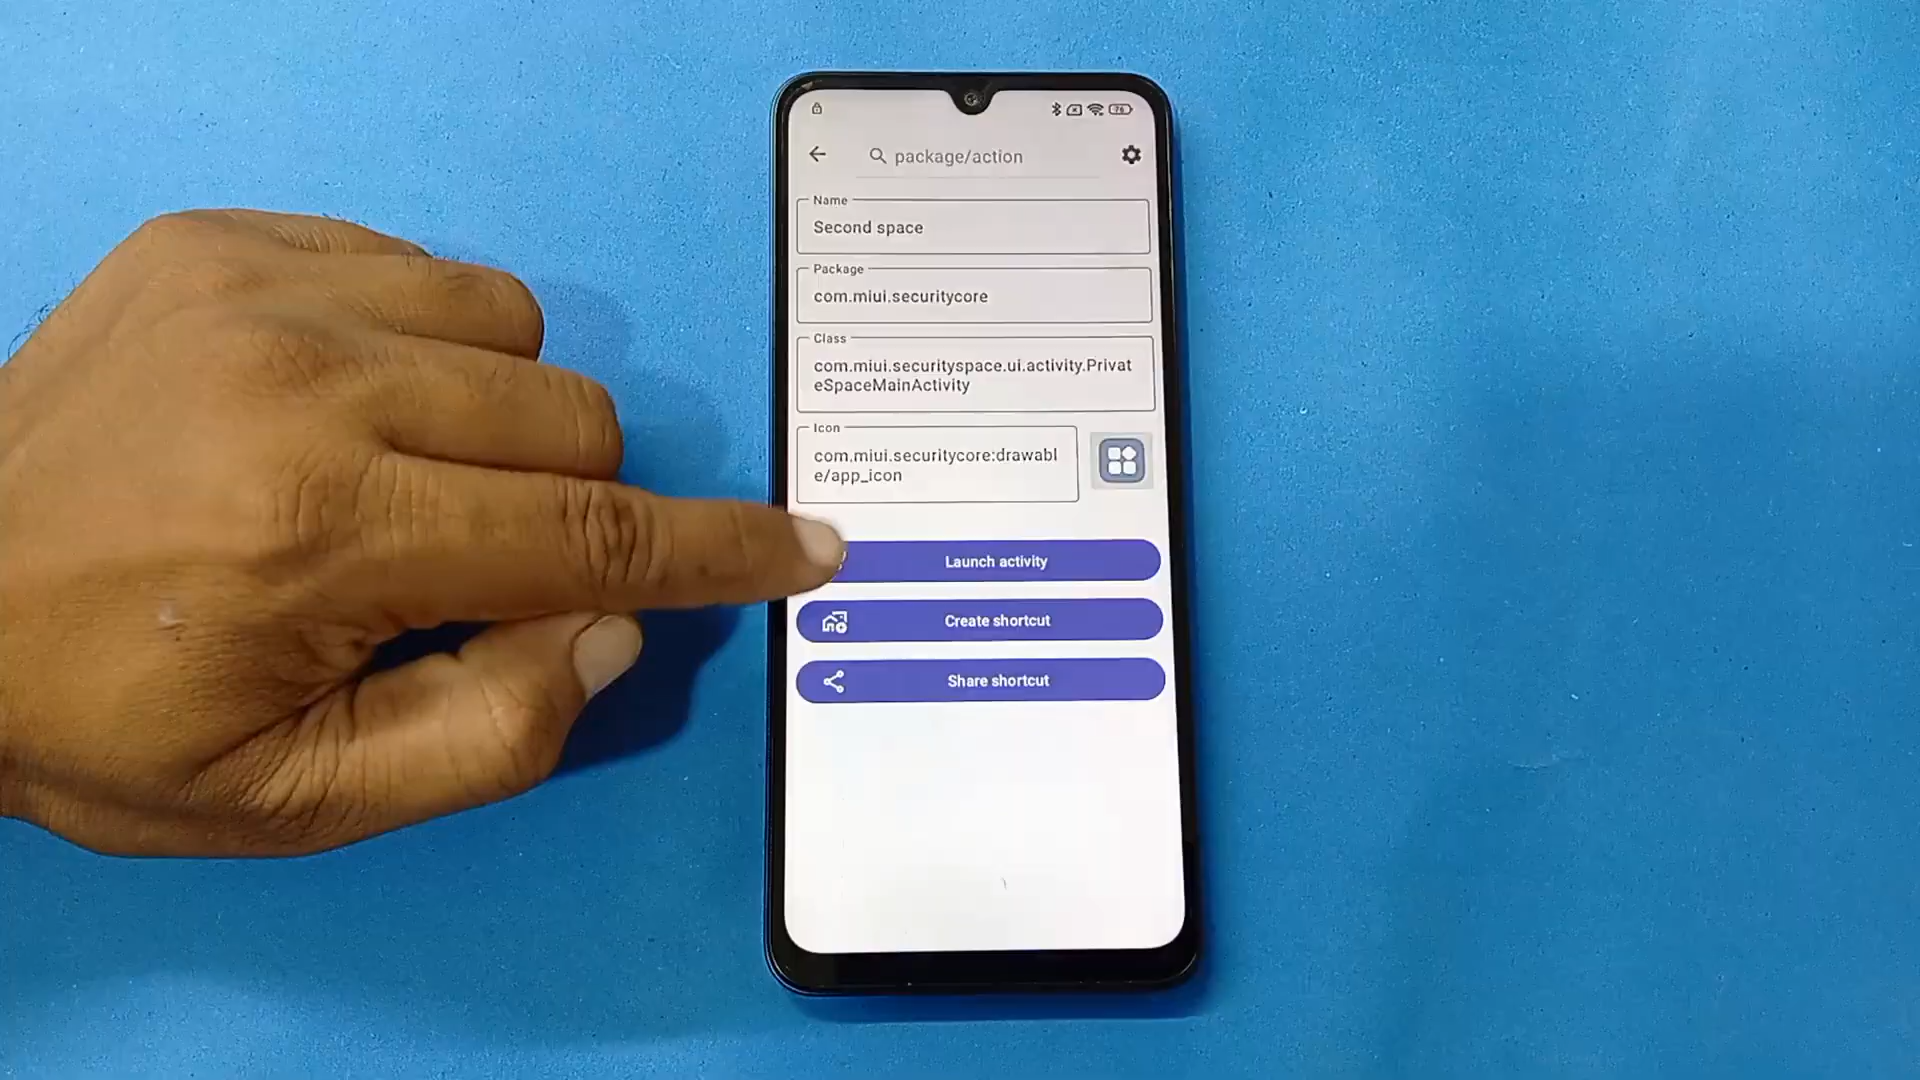 package/action
Name
Second space
Package
com.miui.securitycore
Class
com.miui.securityspace.ui.activity.Privat
eSpaceMainActivity
Icon
com.miui.securitycore:drawabl
e/app_icon
Launch activity
Create shortcut
Share shortcut